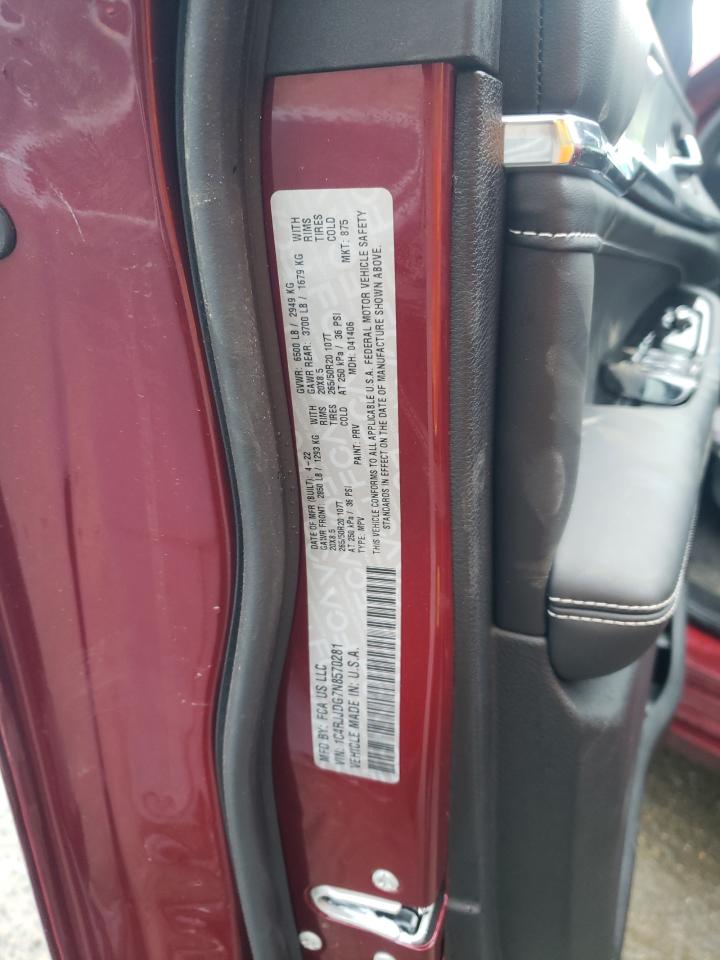 MFD BY: FCA US LLC
DATE OF MFR (BUILT): 4-22
GVWR: 6500 LB / 2949 KG
GAWR FRONT: 2850 LB / 1293 KG WITH
20X8.5 RIMS
265/50R20 107T TIRES
AT 250 kPa / 36 PSI COLD
GAWR REAR: 3700 LB / 1679 KG WITH
20X8.5 RIMS
265/50R20 107T TIRES
AT 250 kPa / 36 PSI COLD
VIN: 1C4RJJDG7N8570281
TYPE: MPV
PAINT: PRV
MDH: 041406
MKT: 875
VEHICLE MADE IN: U.S.A.
THIS VEHICLE CONFORMS TO ALL APPLICABLE U.S.A. FEDERAL MOTOR VEHICLE SAFETY
STANDARDS IN EFFECT ON THE DATE OF MANUFACTURE SHOWN ABOVE.